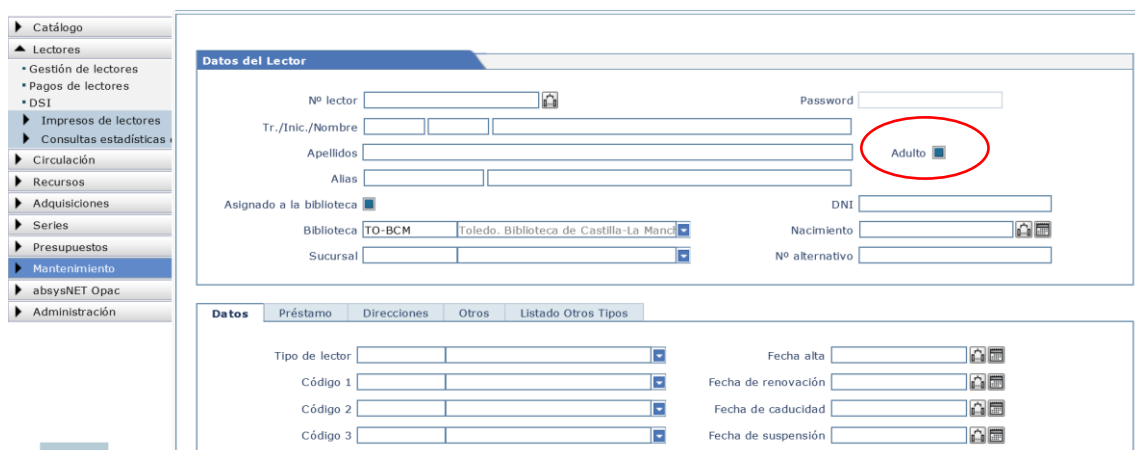 Catálogo
Lectores
Gestión de lectores
Pagos de lectores
DSI
Impresos de lectores
Consultas estadísticas
Circulación
Recursos
Adquisiciones
Series
Presupuestos
Mantenimiento
absysNET Opac
Administración
Datos del Lector
Nº lector
Password
Tr./Inic./Nombre
Apellidos
Adulto
Alias
Asignado a la biblioteca
DNI
Biblioteca TO-BCM Toledo. Biblioteca de Castilla-La Manch
Nacimiento
Sucursal
Nº alternativo
Datos Préstamo Direcciones Otros Listado Otros Tipos
Tipo de lector
Fecha alta
Código 1
Fecha de renovación
Código 2
Fecha de caducidad
Código 3
Fecha de suspensión